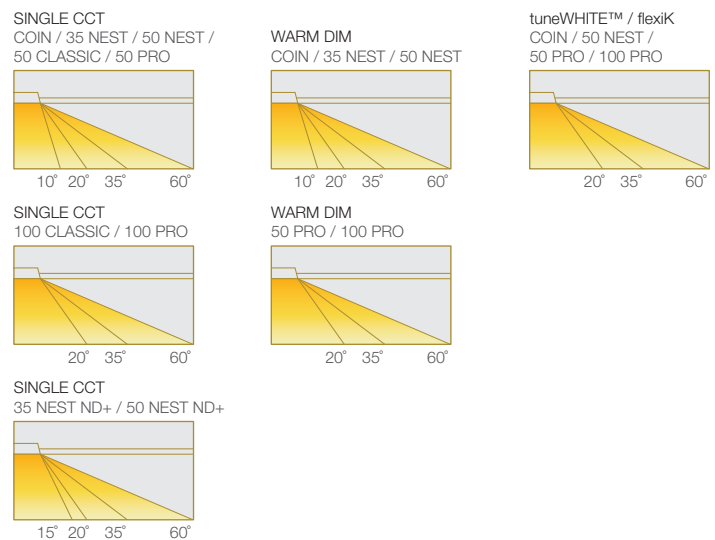 SINGLE CCT
COIN / 35 NEST / 50 NEST /
50 CLASSIC / 50 PRO
10° 20° 35° 60°
WARM DIM
COIN / 35 NEST / 50 NEST
10° 20° 35° 60°
tuneWHITE™ / flexiK
COIN / 50 NEST /
50 PRO / 100 PRO
20° 35° 60°
SINGLE CCT
100 CLASSIC / 100 PRO
20° 35° 60°
WARM DIM
50 PRO / 100 PRO
20° 35° 60°
SINGLE CCT
35 NEST ND+ / 50 NEST ND+
15° 20° 35° 60°